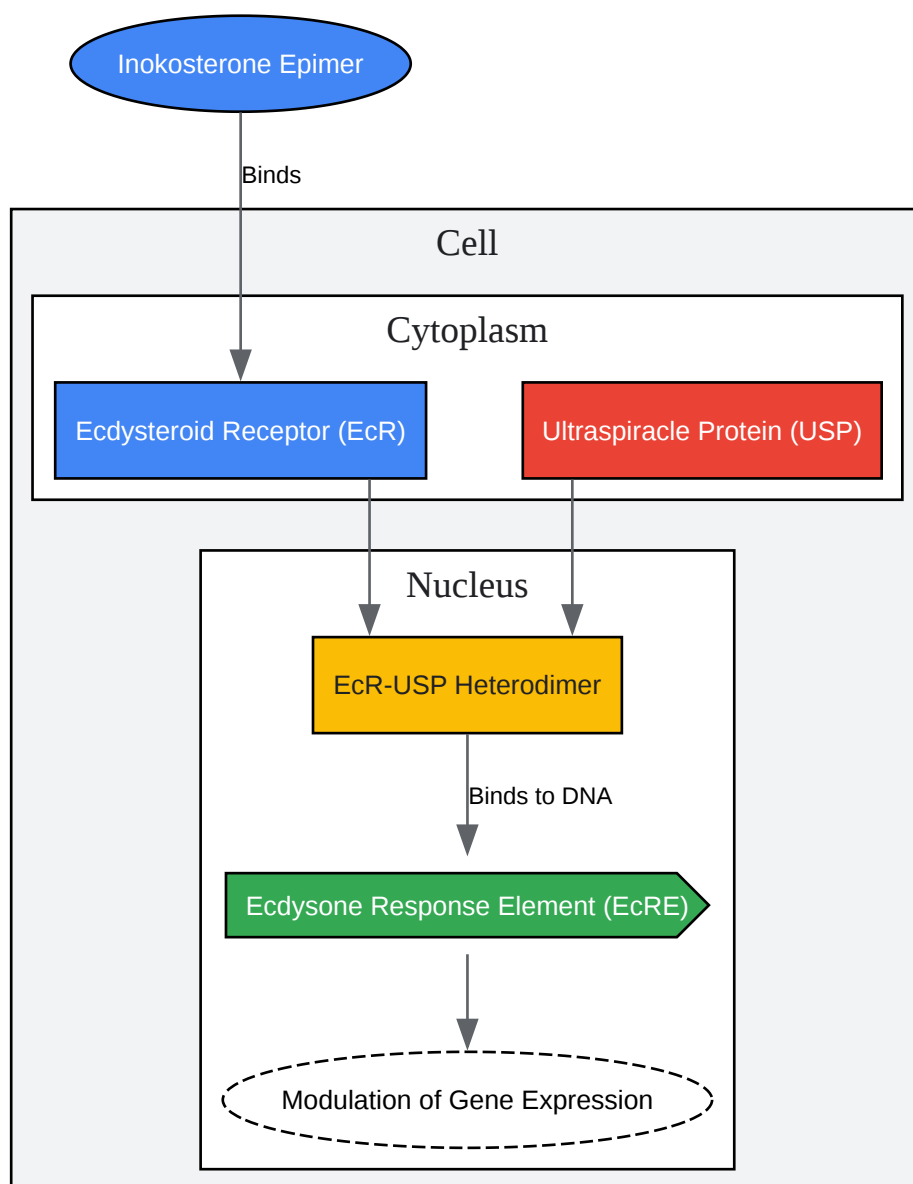 Inokosterone Epimer
Binds
Cell
Cytoplasm
Ecdysteroid Receptor (EcR)
Ultraspiracle Protein (USP)
Nucleus
EcR-USP Heterodimer
Binds to DNA
Ecdysone Response Element (EcRE)
Modulation of Gene Expression